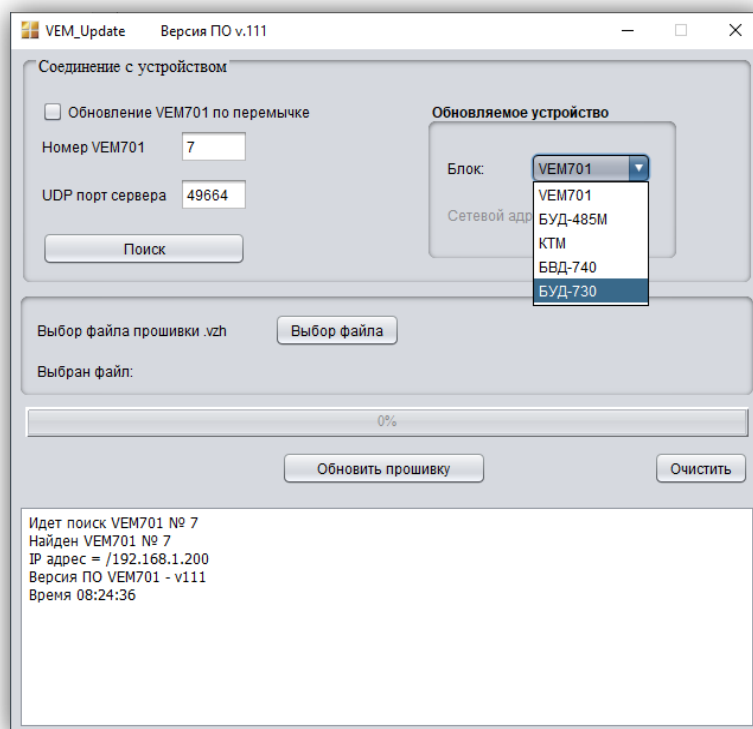 VEM_Update Версия ПО v.111
Соединение с устройством
Обновление VEM701 по перемычке
Номер VEM701 7
UDP порт сервера 49664
Поиск
Обновляемое устройство
Блок: VEM701
Сетевой адр
VEM701
БУД-485М
КТМ
БВД-740
БУД-730
Выбор файла прошивки .vzh Выбор файла
Выбран файл:
0%
Обновить прошивку Очистить
Идет поиск VEM701 № 7
Найден VEM701 № 7
IP адрес = /192.168.1.200
Версия ПО VEM701 - v111
Время 08:24:36